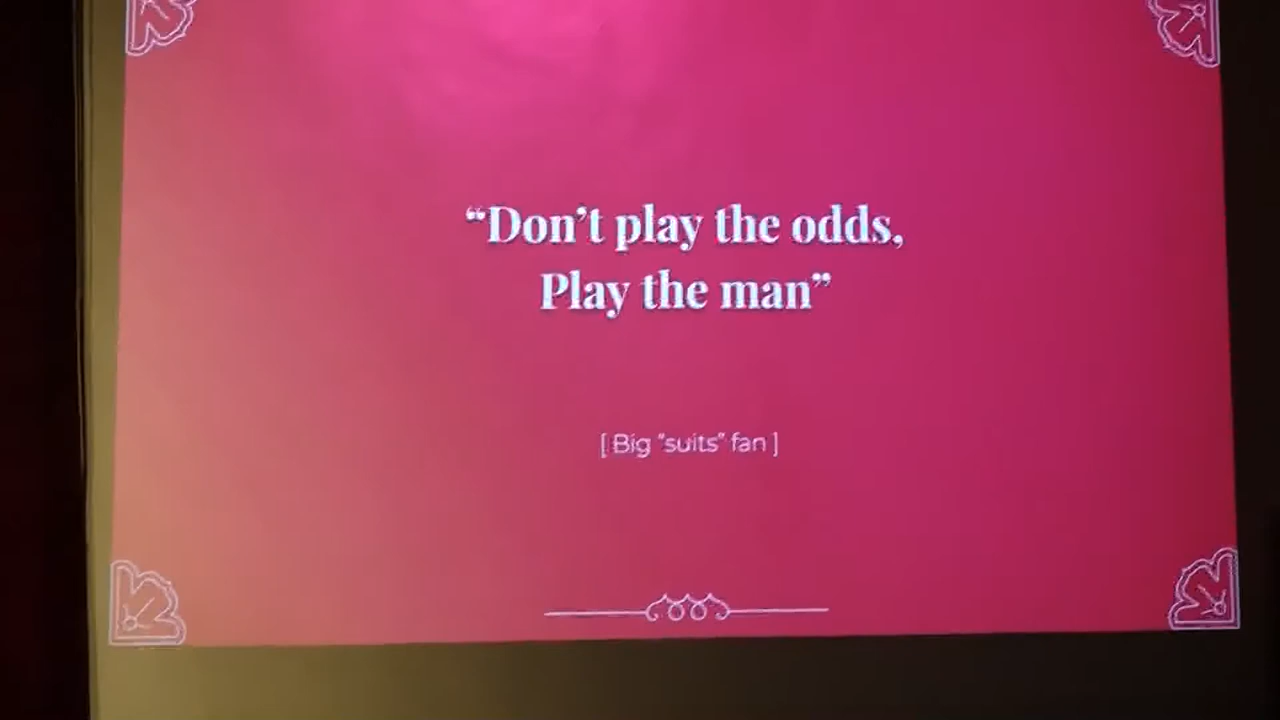 “Don’t play the odds,
Play the man”
[ Big “suits” fan ]